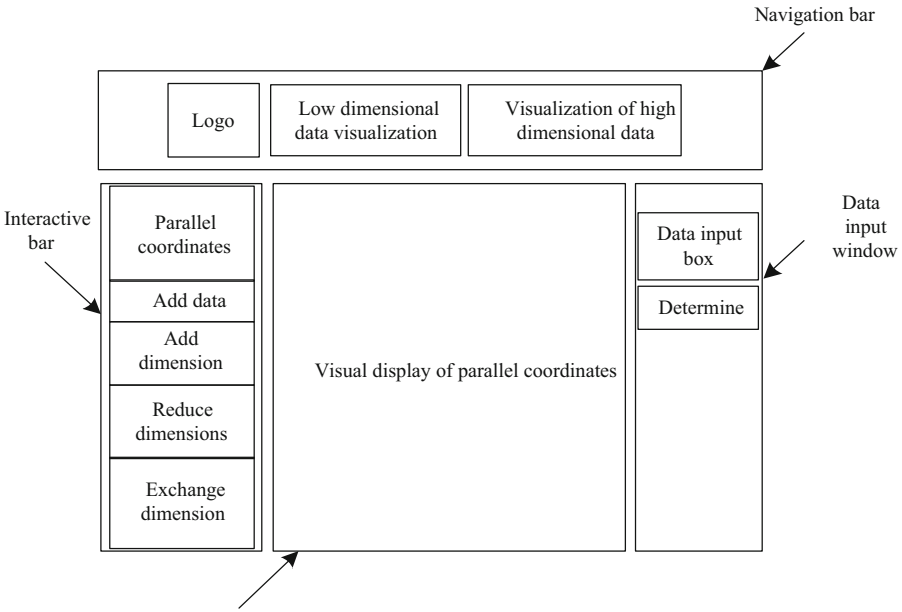 Navigation bar
Logo
Low dimensional
data visualization
Visualization of high
dimensional data
Interactive
bar
Parallel
coordinates
Add data
Add
dimension
Reduce
dimensions
Exchange
dimension
Visual display of parallel coordinates
Data input
box
Determine
Data
input
window